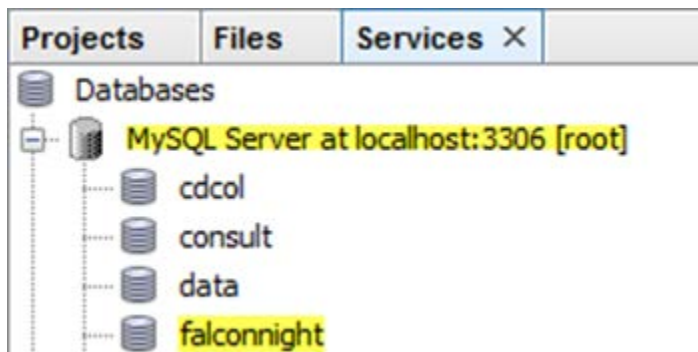 Projects Files Services ×
Databases
MySQL Server at localhost:3306 [root]
cdcol
consult
data
falconnight